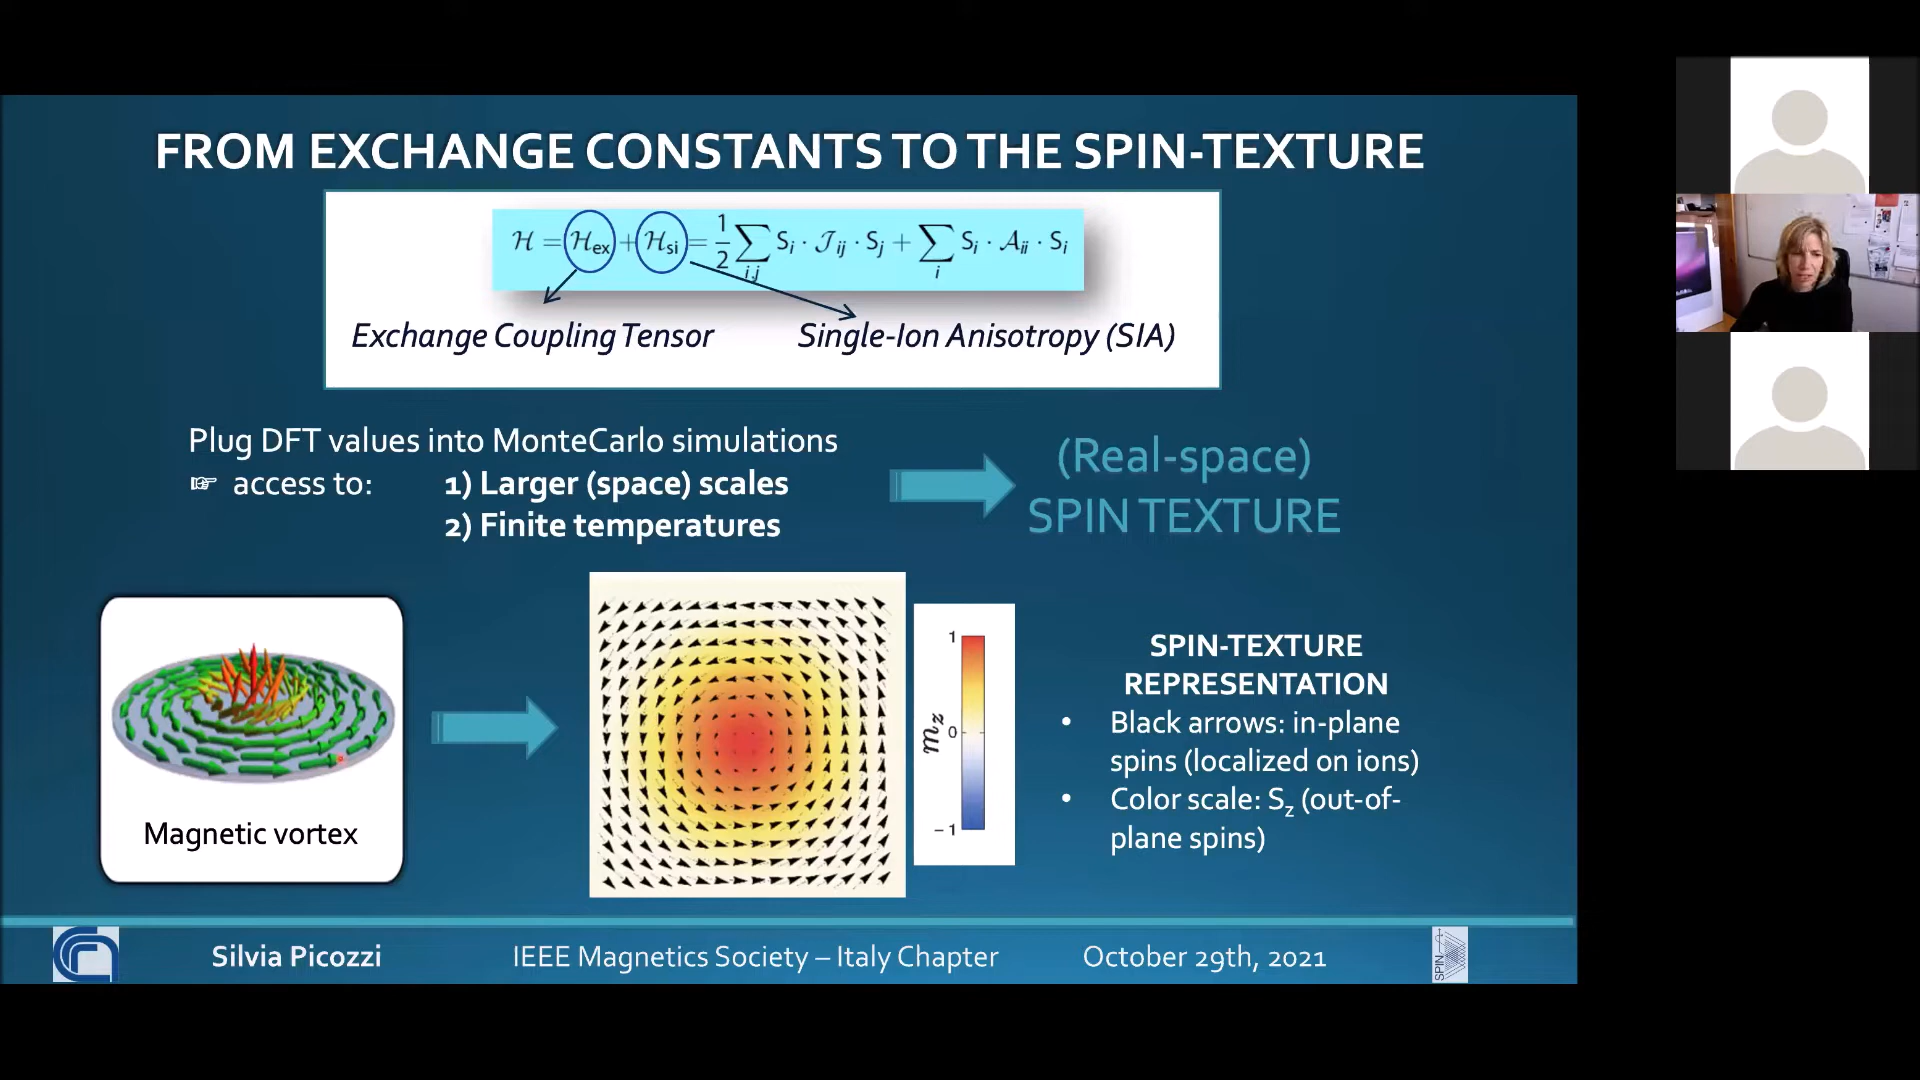 FROM EXCHANGE CONSTANTS TO THE SPIN-TEXTURE
ℋ = ℋex + ℋsi = 1/2 ∑i,j Si · 𝒥ij · Sj + ∑i Si · 𝒜ii · Si
Exchange Coupling Tensor
Single-Ion Anisotropy (SIA)
Plug DFT values into MonteCarlo simulations
☞ access to: 1) Larger (space) scales
2) Finite temperatures
(Real-space)
SPIN TEXTURE
Magnetic vortex
1
0
−1
mz
SPIN-TEXTURE
REPRESENTATION
• Black arrows: in-plane
spins (localized on ions)
• Color scale: Sz (out-of-
plane spins)
Silvia Picozzi
IEEE Magnetics Society – Italy Chapter
October 29th, 2021
SPIN